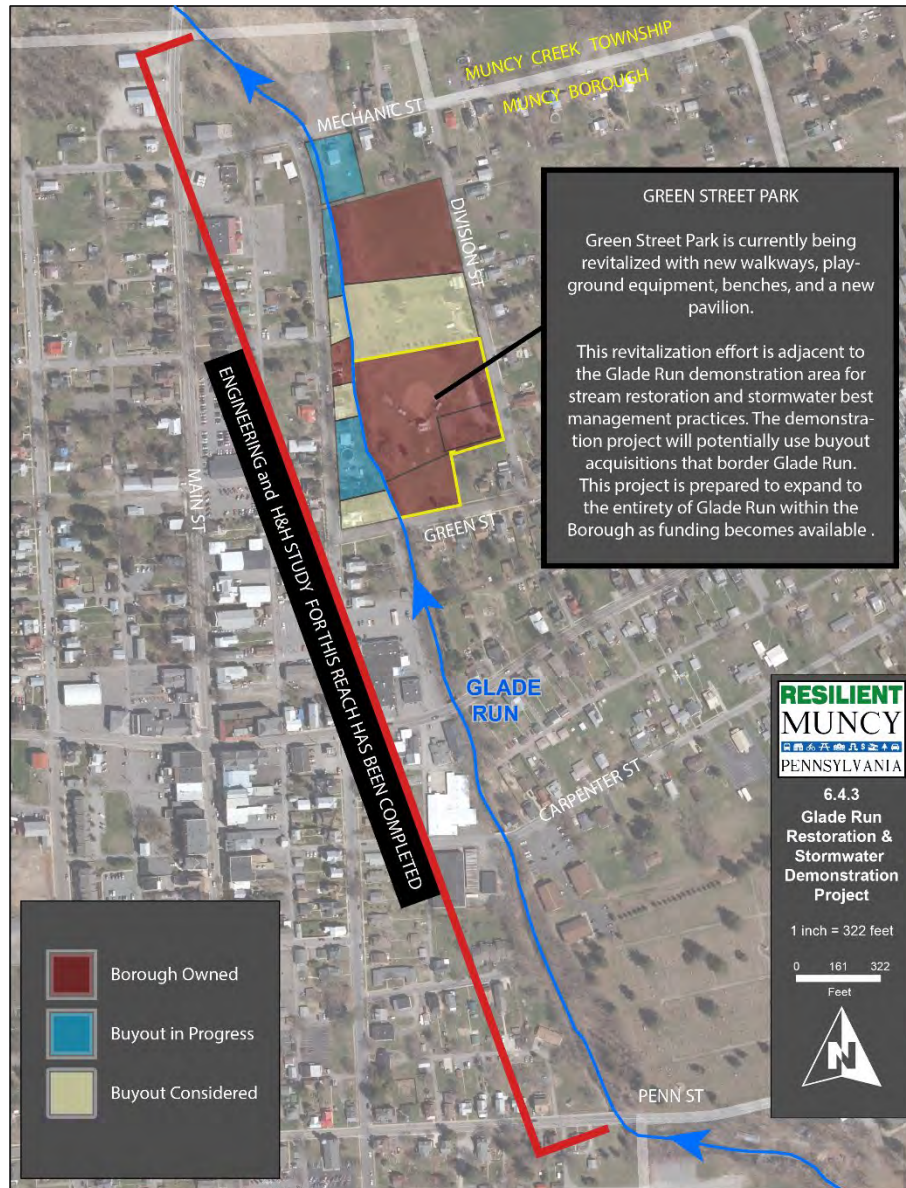 MUNCY CREEK TOWNSHIP
MUNCY BOROUGH
MECHANIC ST
DIVISION ST
GREEN STREET PARK
Green Street Park is currently being
revitalized with new walkways, play-
ground equipment, benches, and a new
pavilion.
This revitalization effort is adjacent to
the Glade Run demonstration area for
stream restoration and stormwater best
management practices. The demonstra-
tion project will potentially use buyout
acquisitions that border Glade Run.
This project is prepared to expand to
the entirety of Glade Run within the
Borough as funding becomes available .
ENGINEERING and H&H STUDY FOR THIS REACH HAS BEEN COMPLETED
MAIN ST
GREEN ST
GLADE
RUN
CARPENTER ST
PENN ST
RESILIENT
MUNCY
PENNSYLVANIA
6.4.3
Glade Run
Restoration &
Stormwater
Demonstration
Project
1 inch = 322 feet
0 161 322
Feet
N
Borough Owned
Buyout in Progress
Buyout Considered